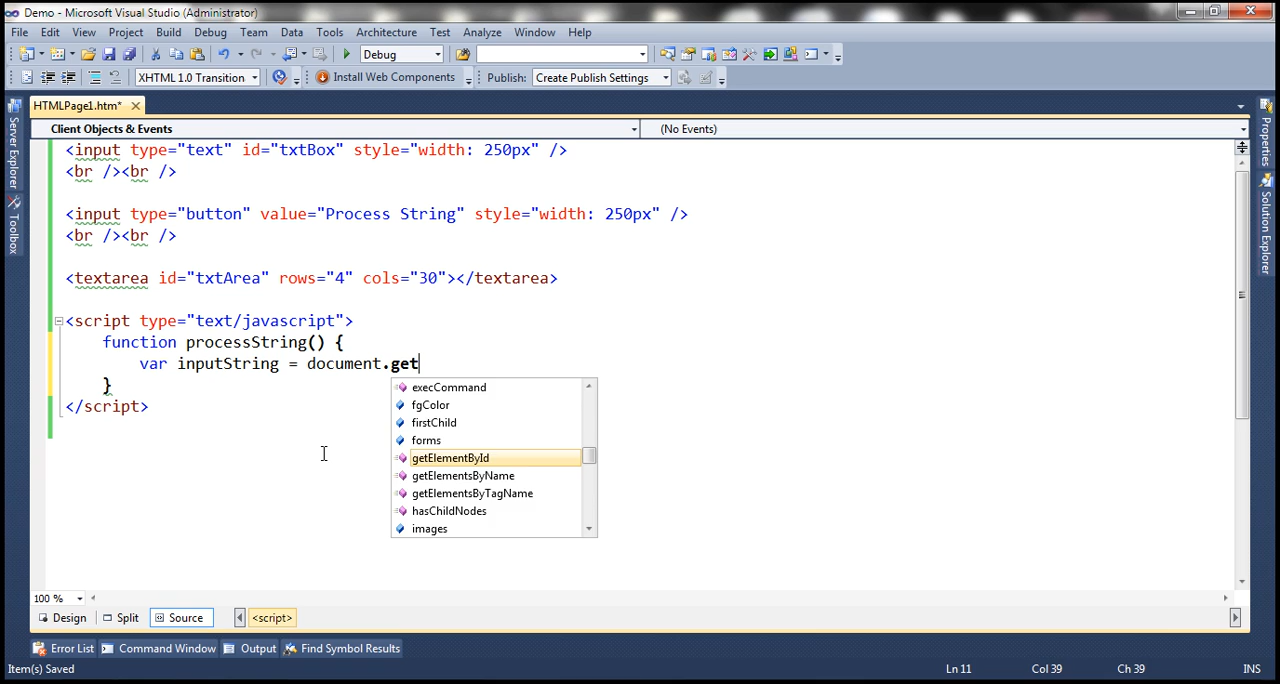 Demo - Microsoft Visual Studio (Administrator)
File Edit View Project Build Debug Team Data Tools Architecture Test Analyze Window Help
Debug
XHTML 1.0 Transition Install Web Components Publish: Create Publish Settings
HTMLPage1.htm*
Client Objects & Events (No Events)
Server Explorer
Toolbox
Properties
Solution Explorer
<input type="text" id="txtBox" style="width: 250px" />
<br /><br />
<input type="button" value="Process String" style="width: 250px" />
<br /><br />
<textarea id="txtArea" rows="4" cols="30"></textarea>
<script type="text/javascript">
function processString() {
var inputString = document.get
}
</script>
execCommand
fgColor
firstChild
forms
getElementById
getElementsByName
getElementsByTagName
hasChildNodes
images
100 %
Design Split Source <script>
Error List Command Window Output Find Symbol Results
Item(s) Saved Ln 11 Col 39 Ch 39 INS